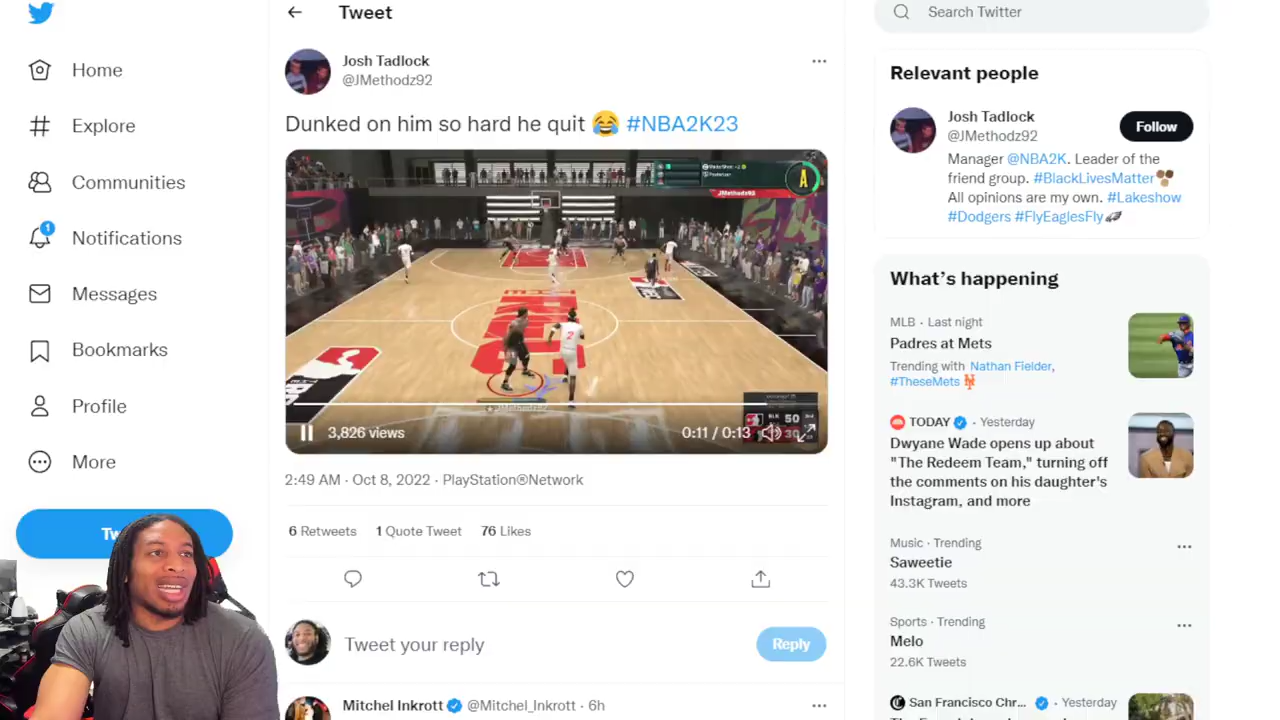 Tweet
Search Twitter
Home
Explore
Communities
Notifications
1
Messages
Bookmarks
Profile
More
Tw
Josh Tadlock
@JMethodz92
Dunked on him so hard he quit 😂 #NBA2K23
A
JMethodz92
2
50
30
3,826 views
0:11 / 0:13
2:49 AM · Oct 8, 2022 · PlayStation®Network
6 Retweets 1 Quote Tweet 76 Likes
Tweet your reply
Reply
Mitchel Inkrott @Mitchel_Inkrott · 6h
Relevant people
Josh Tadlock
@JMethodz92
Follow
Manager @NBA2K. Leader of the
friend group. #BlackLivesMatter
All opinions are my own. #Lakeshow
#Dodgers #FlyEaglesFly
What's happening
MLB · Last night
Padres at Mets
Trending with Nathan Fielder,
#TheseMets
TODAY · Yesterday
Dwyane Wade opens up about
"The Redeem Team," turning off
the comments on his daughter's
Instagram, and more
Music · Trending
Saweetie
43.3K Tweets
Sports · Trending
Melo
22.6K Tweets
San Francisco Chr... · Yesterday